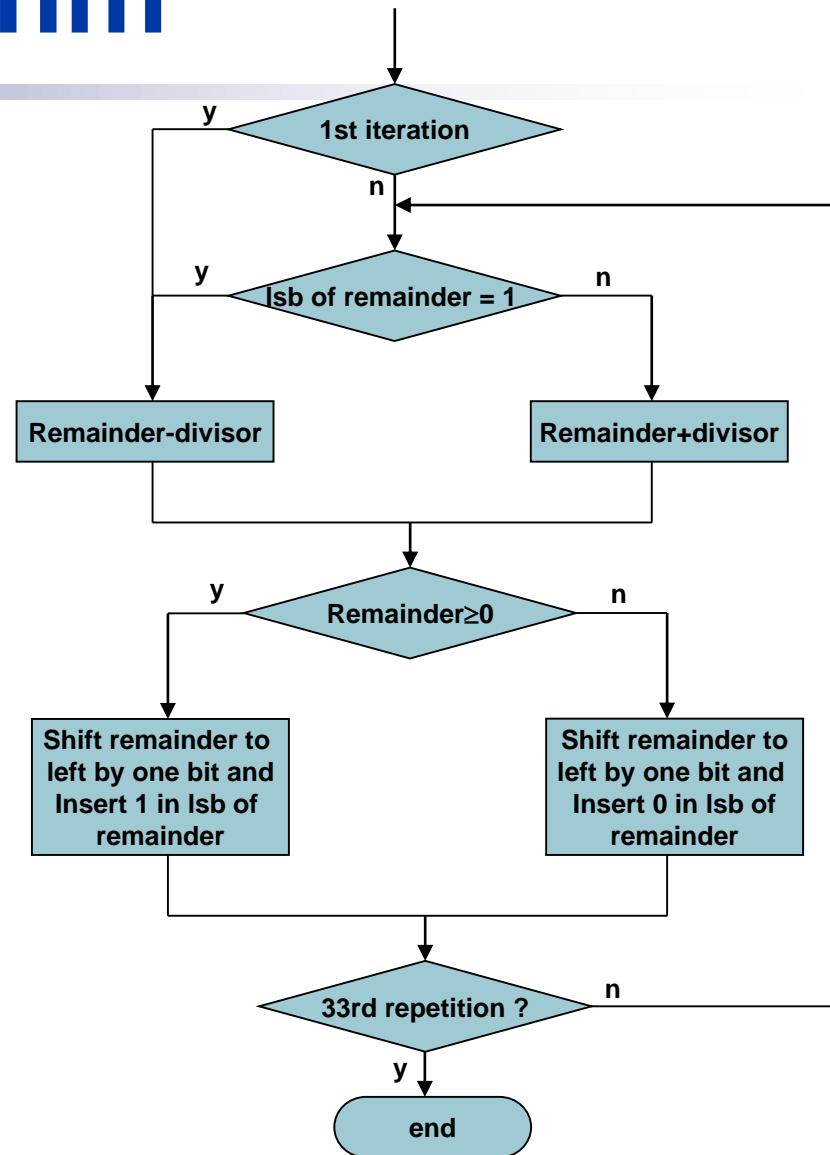 y
1st iteration
n
y
lsb of remainder = 1
n
Remainder-divisor
Remainder+divisor
y
Remainder≥0
n
Shift remainder to
left by one bit and
Insert 1 in lsb of
remainder
Shift remainder to
left by one bit and
Insert 0 in lsb of
remainder
33rd repetition ?
n
y
end